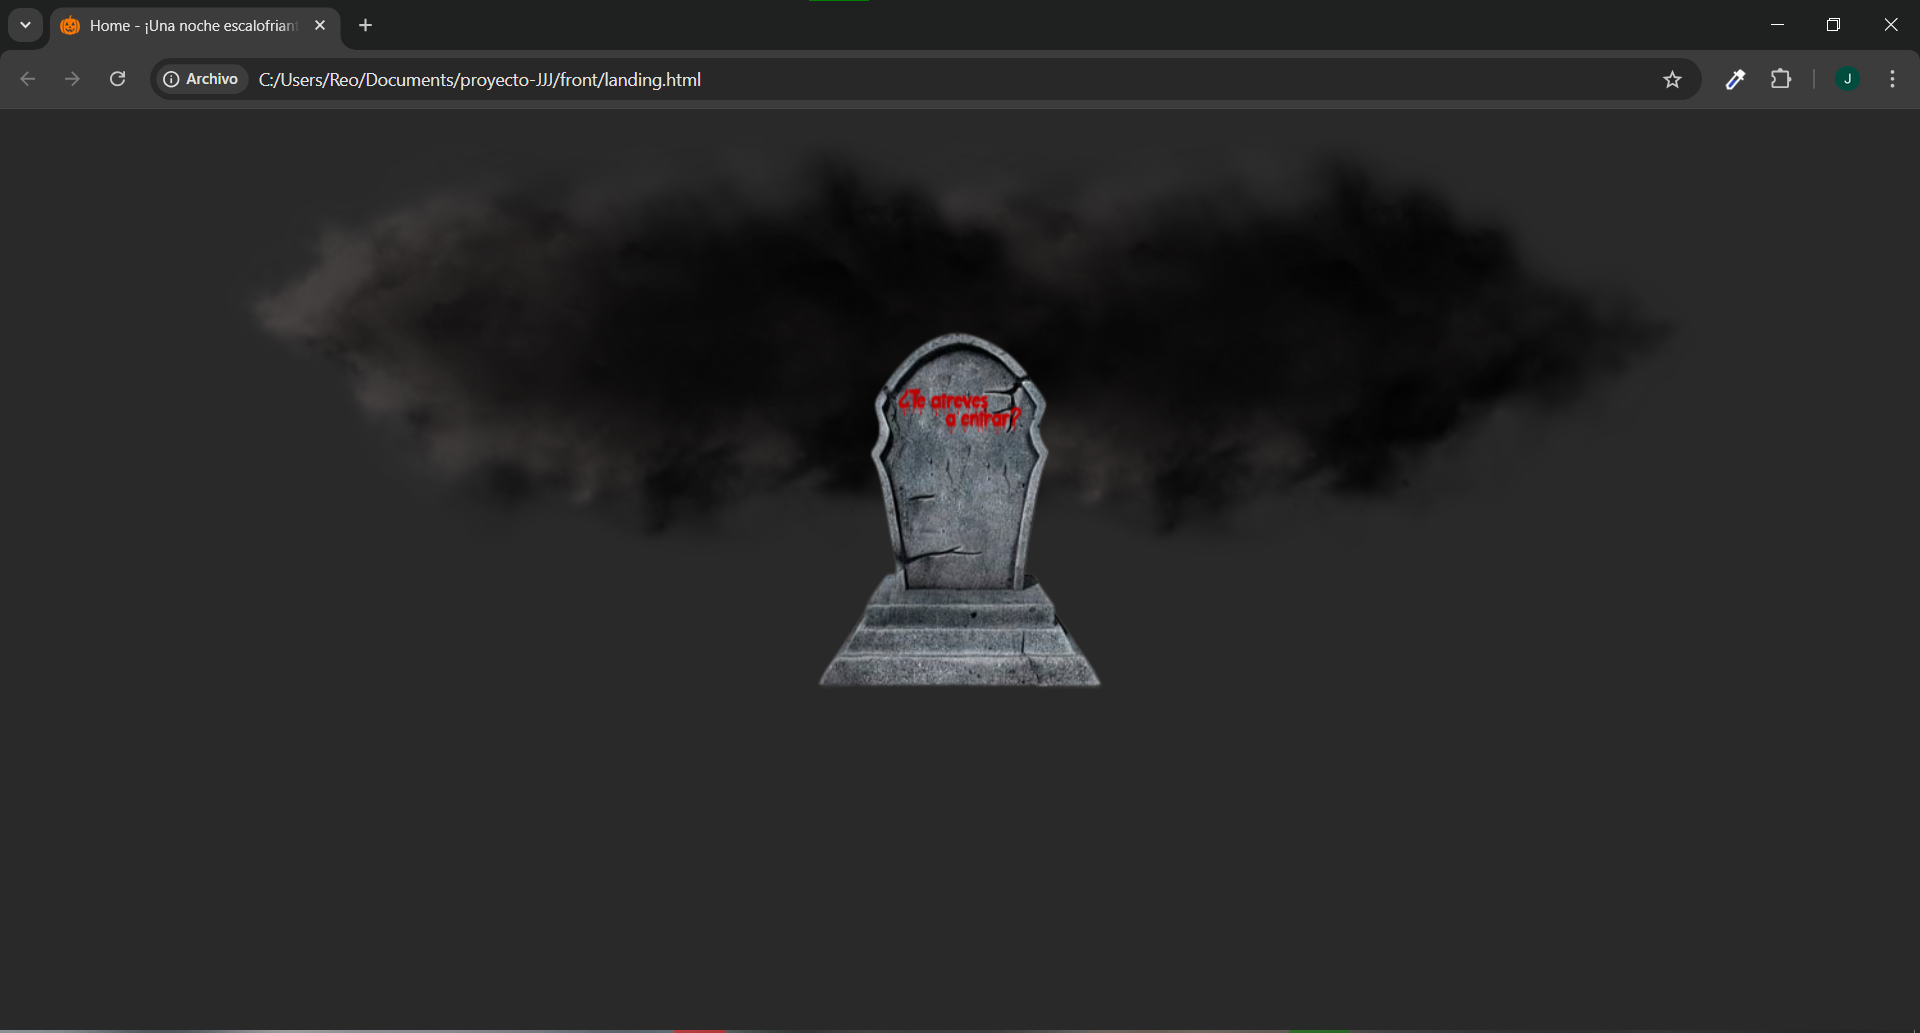 Home - ¡Una noche escalofriant
Archivo
C:/Users/Reo/Documents/proyecto-JJJ/front/landing.html
J
¿Te atreves
a entrar?